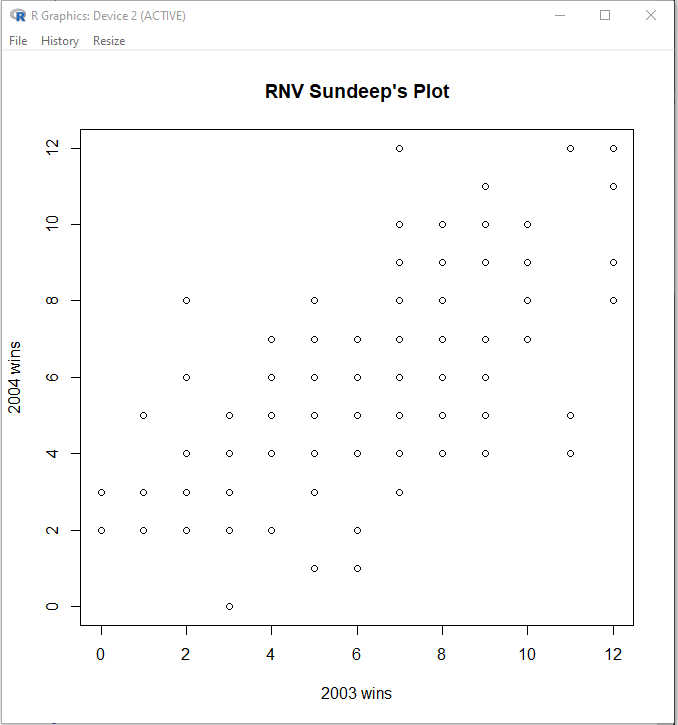 R Graphics: Device 2 (ACTIVE)
File History Resize
RNV Sundeep's Plot
12
10
8
6
4
2
0
2004 wins
0 2 4 6 8 10 12
2003 wins